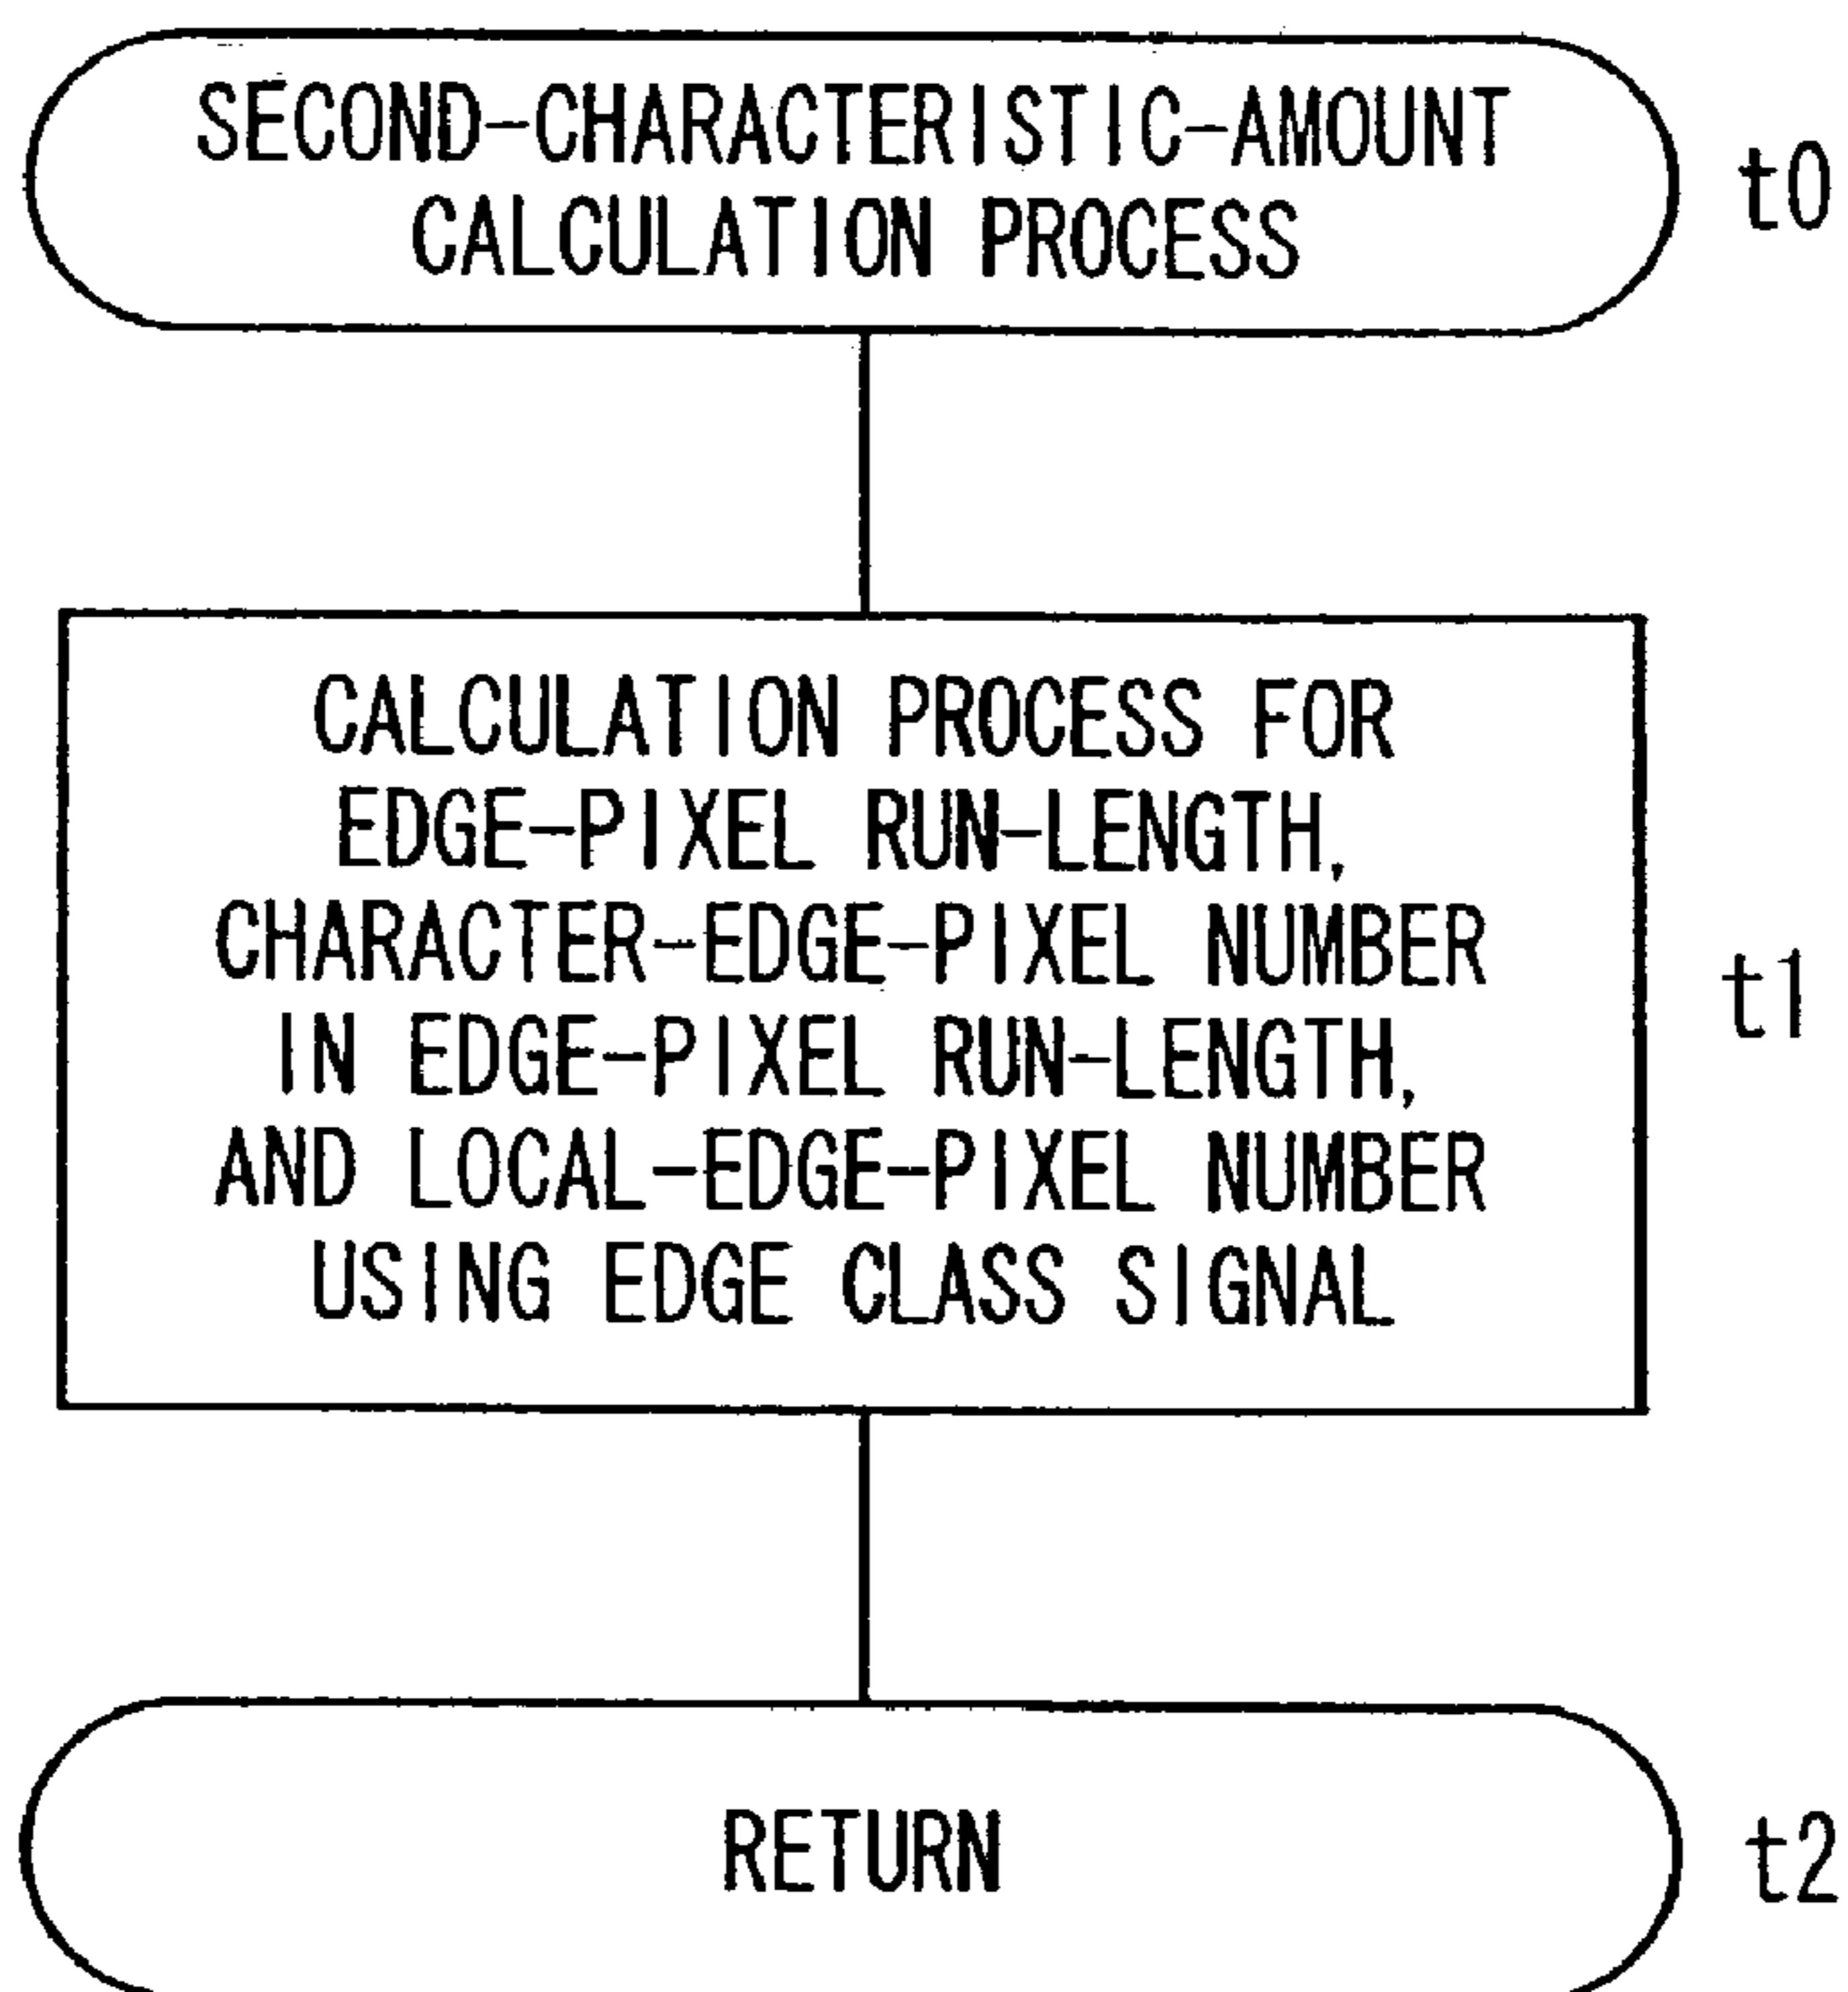 SECOND-CHARACTERISTIC-AMOUNT
CALCULATION PROCESS
t0
CALCULATION PROCESS FOR
EDGE-PIXEL RUN-LENGTH,
CHARACTER-EDGE-PIXEL NUMBER
IN EDGE-PIXEL RUN-LENGTH,
AND LOCAL-EDGE-PIXEL NUMBER
USING EDGE CLASS SIGNAL
t1
RETURN
t2